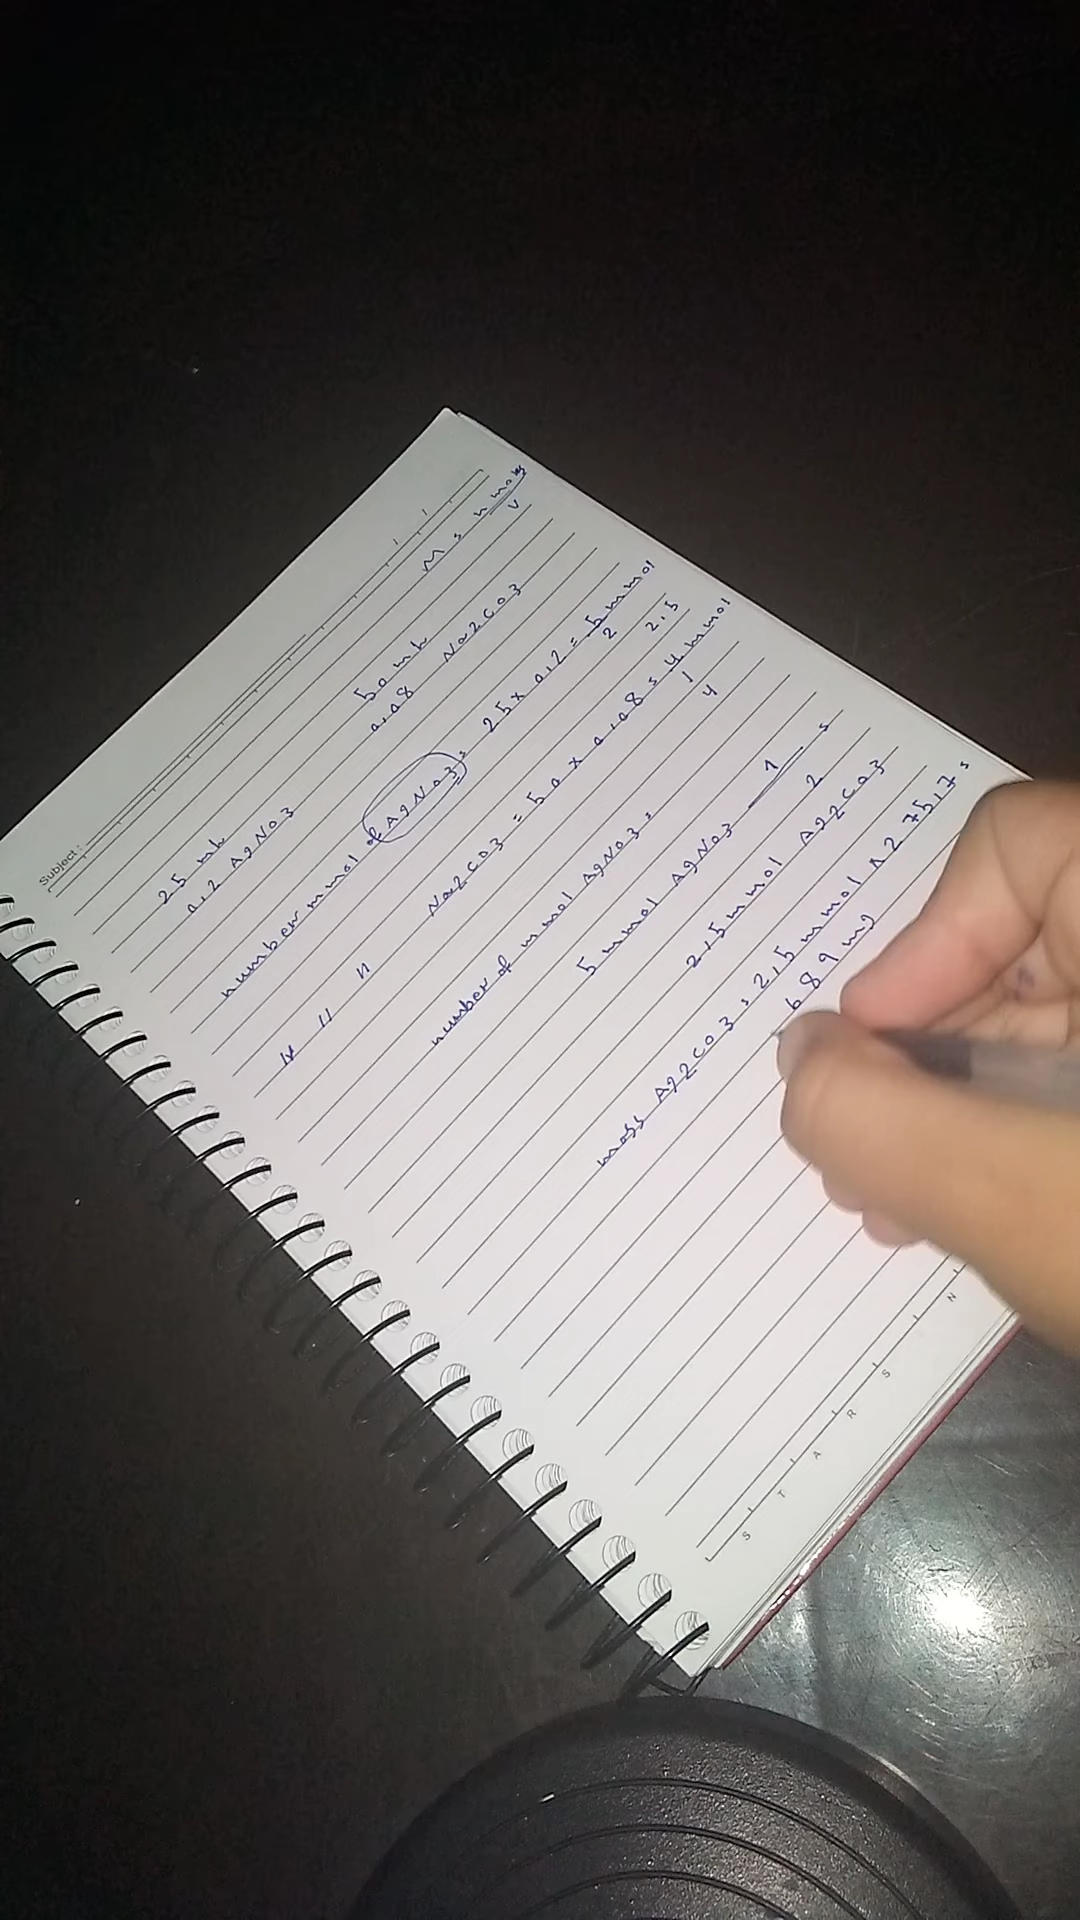 Subject:
M = n moles
v
25 mL 50 mL
0,2 AgNO3 0,08 Na2CO3
number mmol of AgNO3 = 25 x 0,2 = 5 mmol
2 2,5
" " Na2CO3 = 50 x 0,08 = 4 mmol
1
4
number of mmol AgNO3 =
5 mmol AgNO3 1 =
2
2,5 mmol Ag2CO3
mass Ag2CO3 = 2,5 mmol 275,7 =
689 mg
S T A R S I N